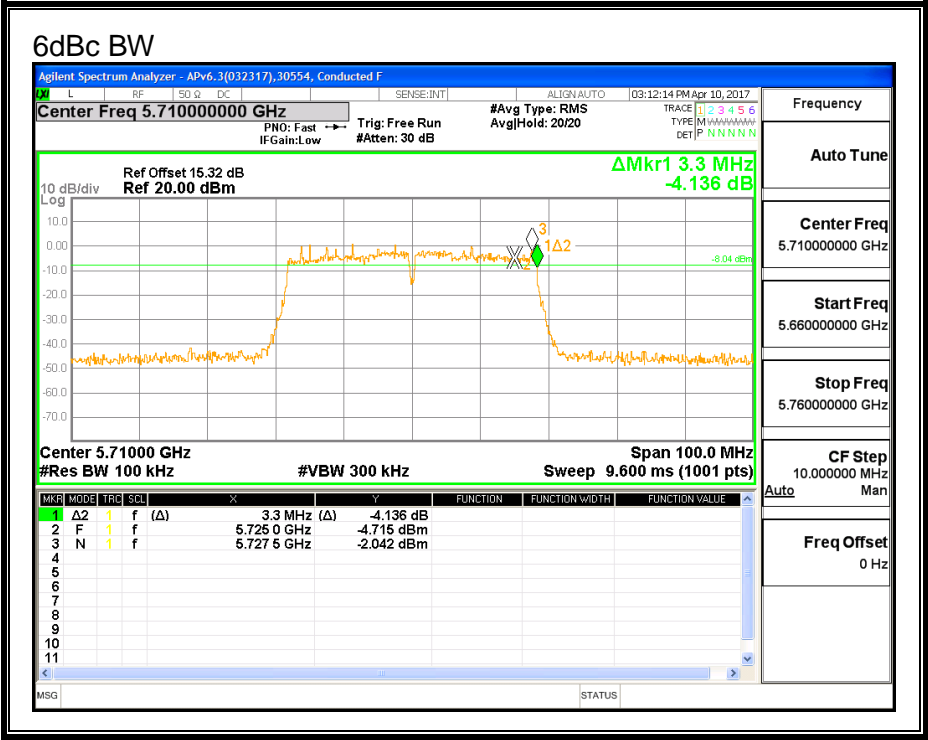 6dBc BW
Agilent Spectrum Analyzer - APv6.3(032317),30554, Conducted F
LXI L RF 50 Ω DC SENSE:INT ALIGN AUTO 03:12:14 PM Apr 10, 2017
Center Freq 5.710000000 GHz
PNO: Fast
IFGain:Low
Trig: Free Run
#Atten: 30 dB
#Avg Type: RMS
Avg|Hold: 20/20
TRACE 1 2 3 4 5 6
TYPE M
DET P N N N N N
ΔMkr1 3.3 MHz
-4.136 dB
Ref Offset 15.32 dB
10 dB/div Ref 20.00 dBm
Log
10.0
0.00
-10.0
-20.0
-30.0
-40.0
-50.0
-60.0
-70.0
3
1Δ2
2
-8.04 dBm
Center 5.71000 GHz Span 100.0 MHz
#Res BW 100 kHz #VBW 300 kHz Sweep 9.600 ms (1001 pts)
MKR MODE TRC SCL X Y FUNCTION FUNCTION WIDTH FUNCTION VALUE
1 Δ2 1 f (Δ) 3.3 MHz (Δ) -4.136 dB
2 F 1 f 5.725 0 GHz -4.715 dBm
3 N 1 f 5.727 5 GHz -2.042 dBm
4
5
6
7
8
9
10
11
MSG STATUS
Frequency
Auto Tune
Center Freq
5.710000000 GHz
Start Freq
5.660000000 GHz
Stop Freq
5.760000000 GHz
CF Step
10.000000 MHz
Auto Man
Freq Offset
0 Hz